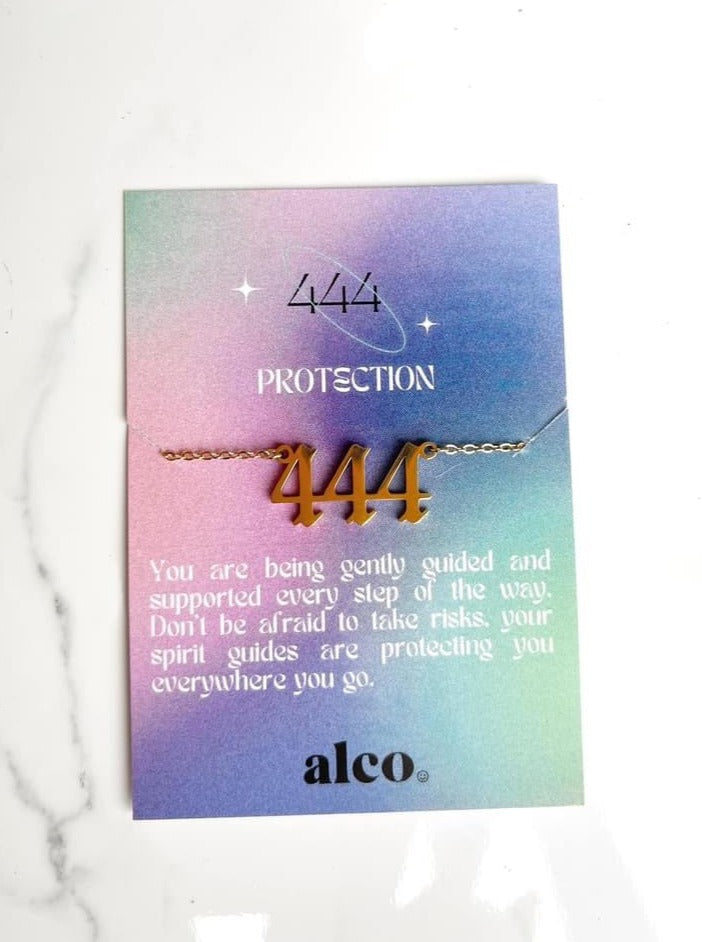 444
PROTECTION
444
You are being gently guided and
supported every step of the way.
Don't be afraid to take risks. your
spirit guides are protecting you
everywhere you go.
alco.